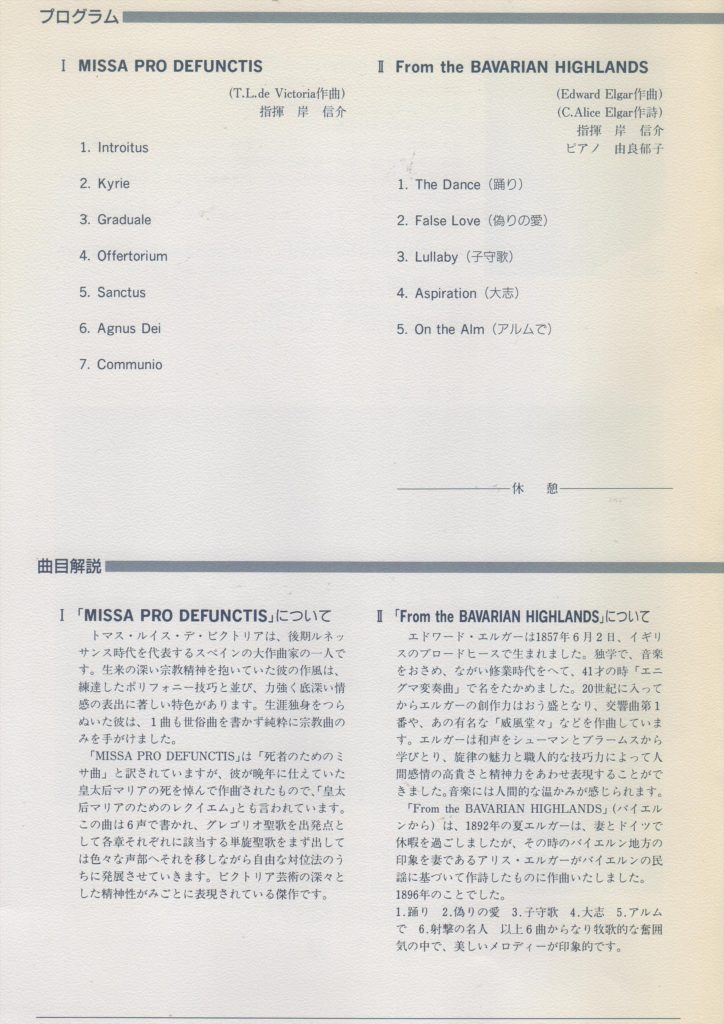 プログラム
I MISSA PRO DEFUNCTIS
(T.L.de Victoria作曲)
指揮 岸 信介
1. Introitus
2. Kyrie
3. Graduale
4. Offertorium
5. Sanctus
6. Agnus Dei
7. Communio
II From the BAVARIAN HIGHLANDS
(Edward Elgar作曲)
(C.Alice Elgar作詩)
指揮 岸 信介
ピアノ 由良郁子
1. The Dance（踊り）
2. False Love（偽りの愛）
3. Lullaby（子守歌）
4. Aspiration（大志）
5. On the Alm（アルムで）
休 憩
曲目解説
I 「MISSA PRO DEFUNCTIS」について
トマス・ルイス・デ・ビクトリアは、後期ルネッ
サンス時代を代表するスペインの大作曲家の一人で
す。生来の深い宗教精神を抱いていた彼の作風は、
練達したポリフォニー技巧と並び、力強く底深い情
感の表出に著しい特色があります。生涯独身をつら
ぬいた彼は、1曲も世俗曲を書かず純粋に宗教曲の
みを手がけました。
「MISSA PRO DEFUNCTIS」は「死者のためのミ
サ曲」と訳されていますが、彼が晩年に仕えていた
皇太后マリアの死を悼んで作曲されたもので、「皇太
后マリアのためのレクイエム」とも言われています。
この曲は6声で書かれ、グレゴリオ聖歌を出発点と
して各章それぞれに該当する単旋聖歌をまず出して
は色々な声部へそれを移しながら自由な対位法のう
ちに発展させていきます。ビクトリア芸術の深々と
した精神性がみごとに表現されている傑作です。
II 「From the BAVARIAN HIGHLANDS」について
エドワード・エルガーは1857年6月2日、イギリ
スのブロードヒースで生まれました。独学で、音楽
をおさめ、ながい修業時代をへて、41才の時「エニ
グマ変奏曲」で名をたかめました。20世紀に入って
からエルガーの創作力はおう盛となり、交響曲第1
番や、あの有名な「威風堂々」などを作曲していま
す。エルガーは和声をシューマンとブラームスから
学びとり、旋律の魅力と職人的な技巧力によって人
間感情の高貴さと精神力をあわせ表現することがで
きました。音楽には人間的な温かみが感じられます。
「From the BAVARIAN HIGHLANDS」(バイエル
ンから）は、1892年の夏エルガーは、妻とドイツで
休暇を過ごしましたが、その時のバイエルン地方の
印象を妻であるアリス・エルガーがバイエルンの民
謡に基づいて作詩したものに作曲いたしました。
1896年のことでした。
1.踊り 2.偽りの愛 3.子守歌 4.大志 5.アルム
で 6.射撃の名人 以上6曲からなり牧歌的な奮囲
気の中で、美しいメロディーが印象的です。